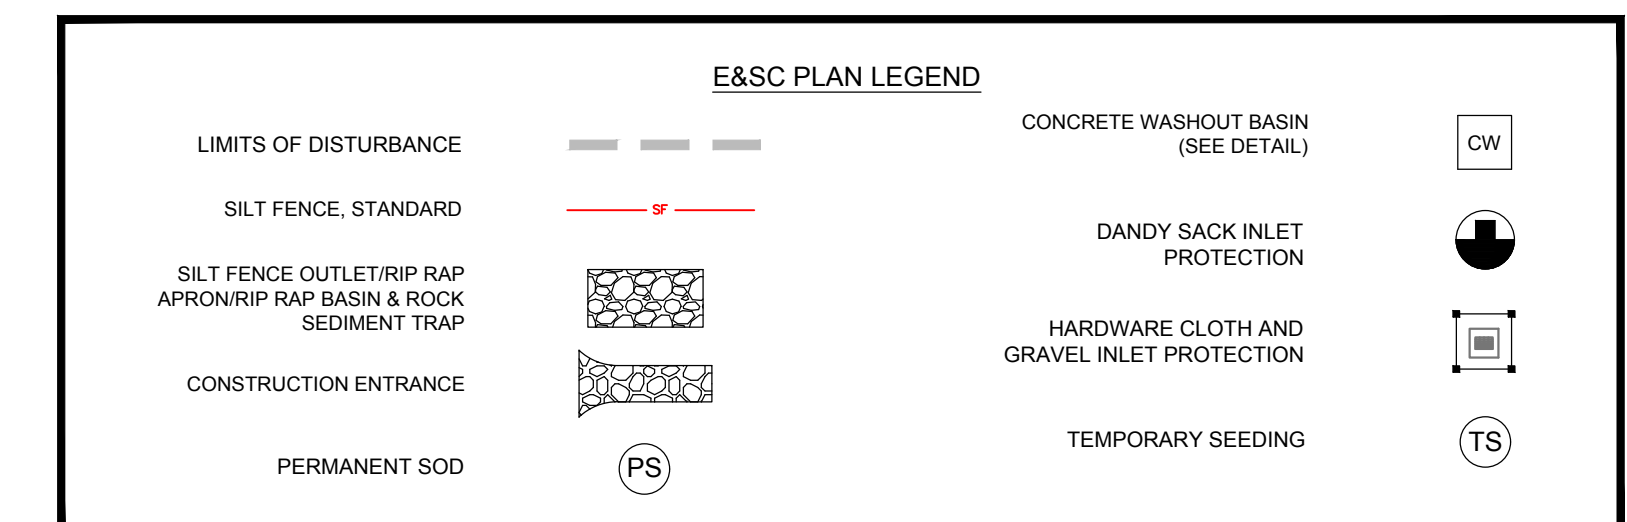 E&SC PLAN LEGEND
LIMITS OF DISTURBANCE
SILT FENCE, STANDARD
SF
SILT FENCE OUTLET/RIP RAP
APRON/RIP RAP BASIN & ROCK
SEDIMENT TRAP
CONSTRUCTION ENTRANCE
PERMANENT SOD
PS
CONCRETE WASHOUT BASIN
(SEE DETAIL)
CW
DANDY SACK INLET
PROTECTION
HARDWARE CLOTH AND
GRAVEL INLET PROTECTION
TEMPORARY SEEDING
TS